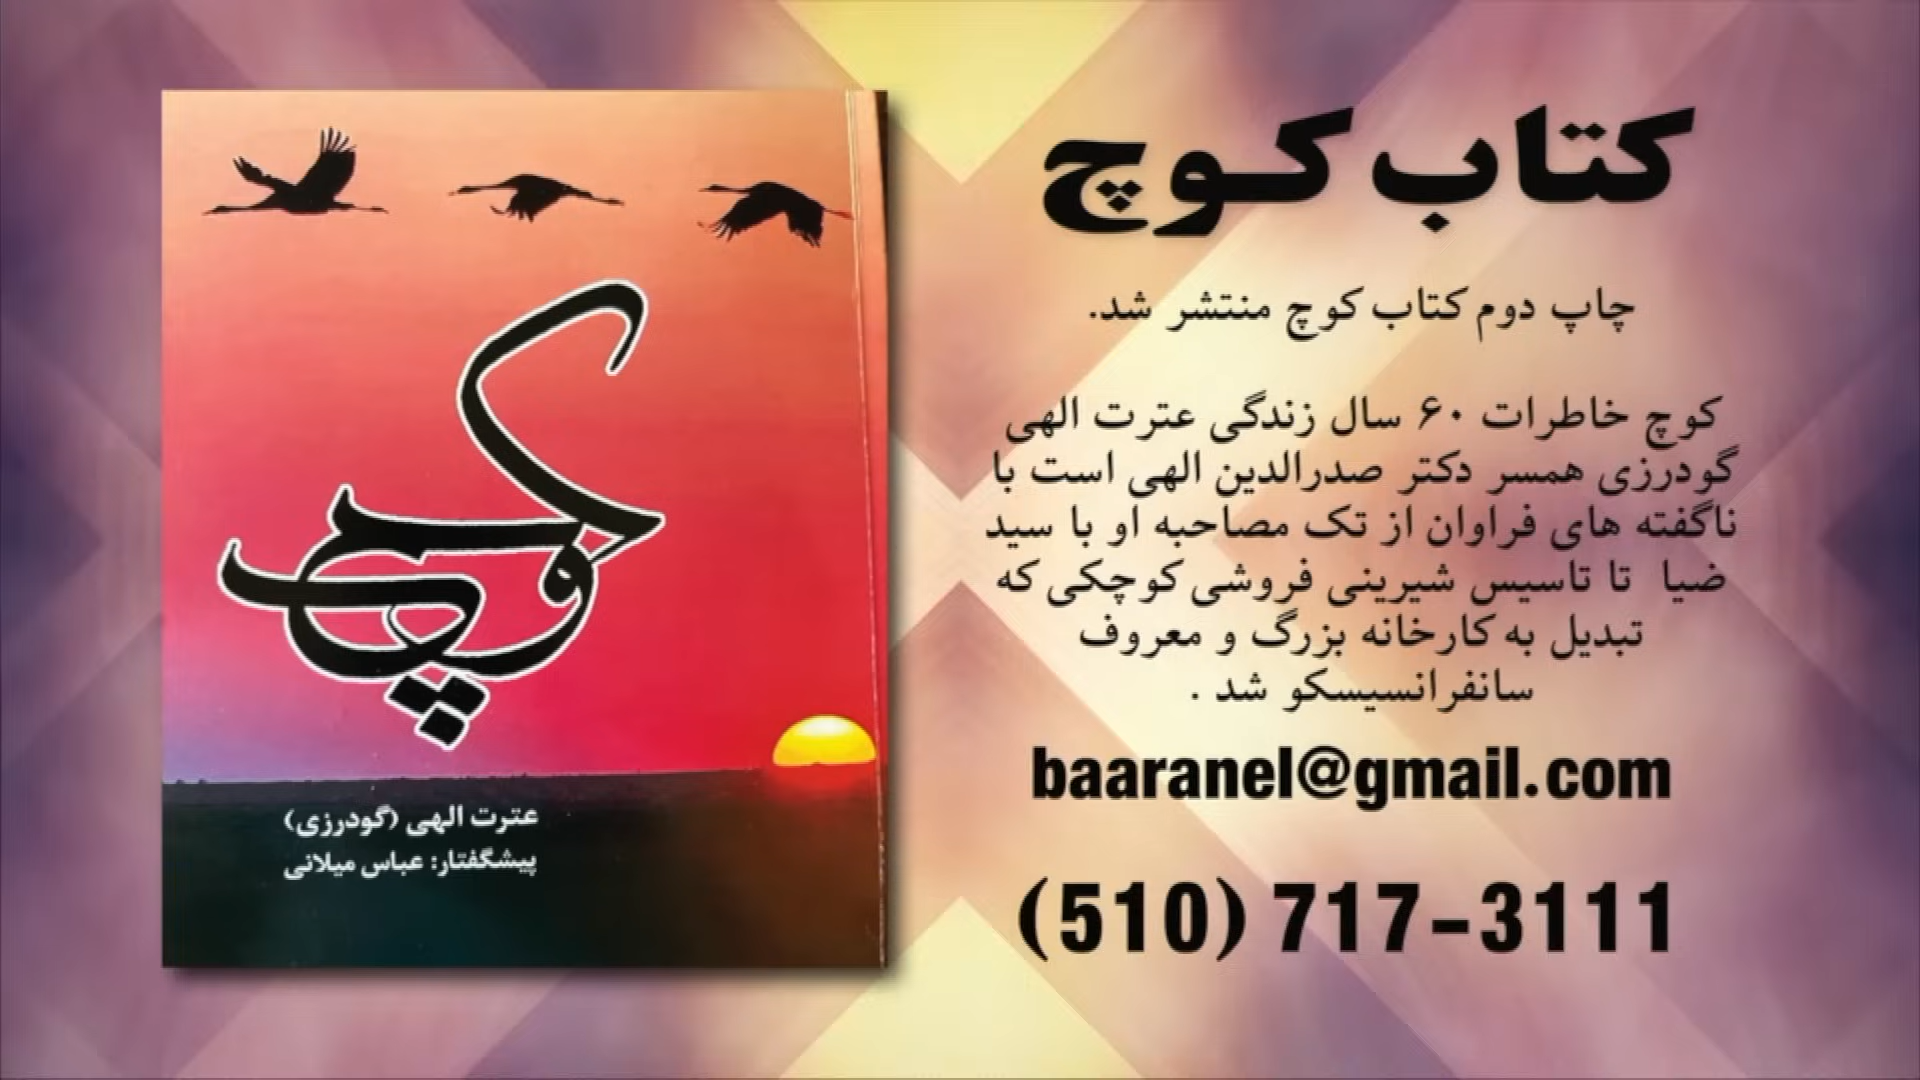 کوچ
عترت الهی (گودرزی)
پیشگفتار: عباس میلانی
کتاب کوچ
چاپ دوم کتاب کوچ منتشر شد.
کوچ خاطرات ۶۰ سال زندگی عترت الهی
گودرزی همسر دکتر صدرالدین الهی است با
ناگفته های فراوان از تک مصاحبه او با سید
ضیا تا تاسیس شیرینی فروشی کوچکی که
تبدیل به کارخانه بزرگ و معروف
سانفرانسیسکو شد .
baaranel@gmail.com
(510) 717-3111